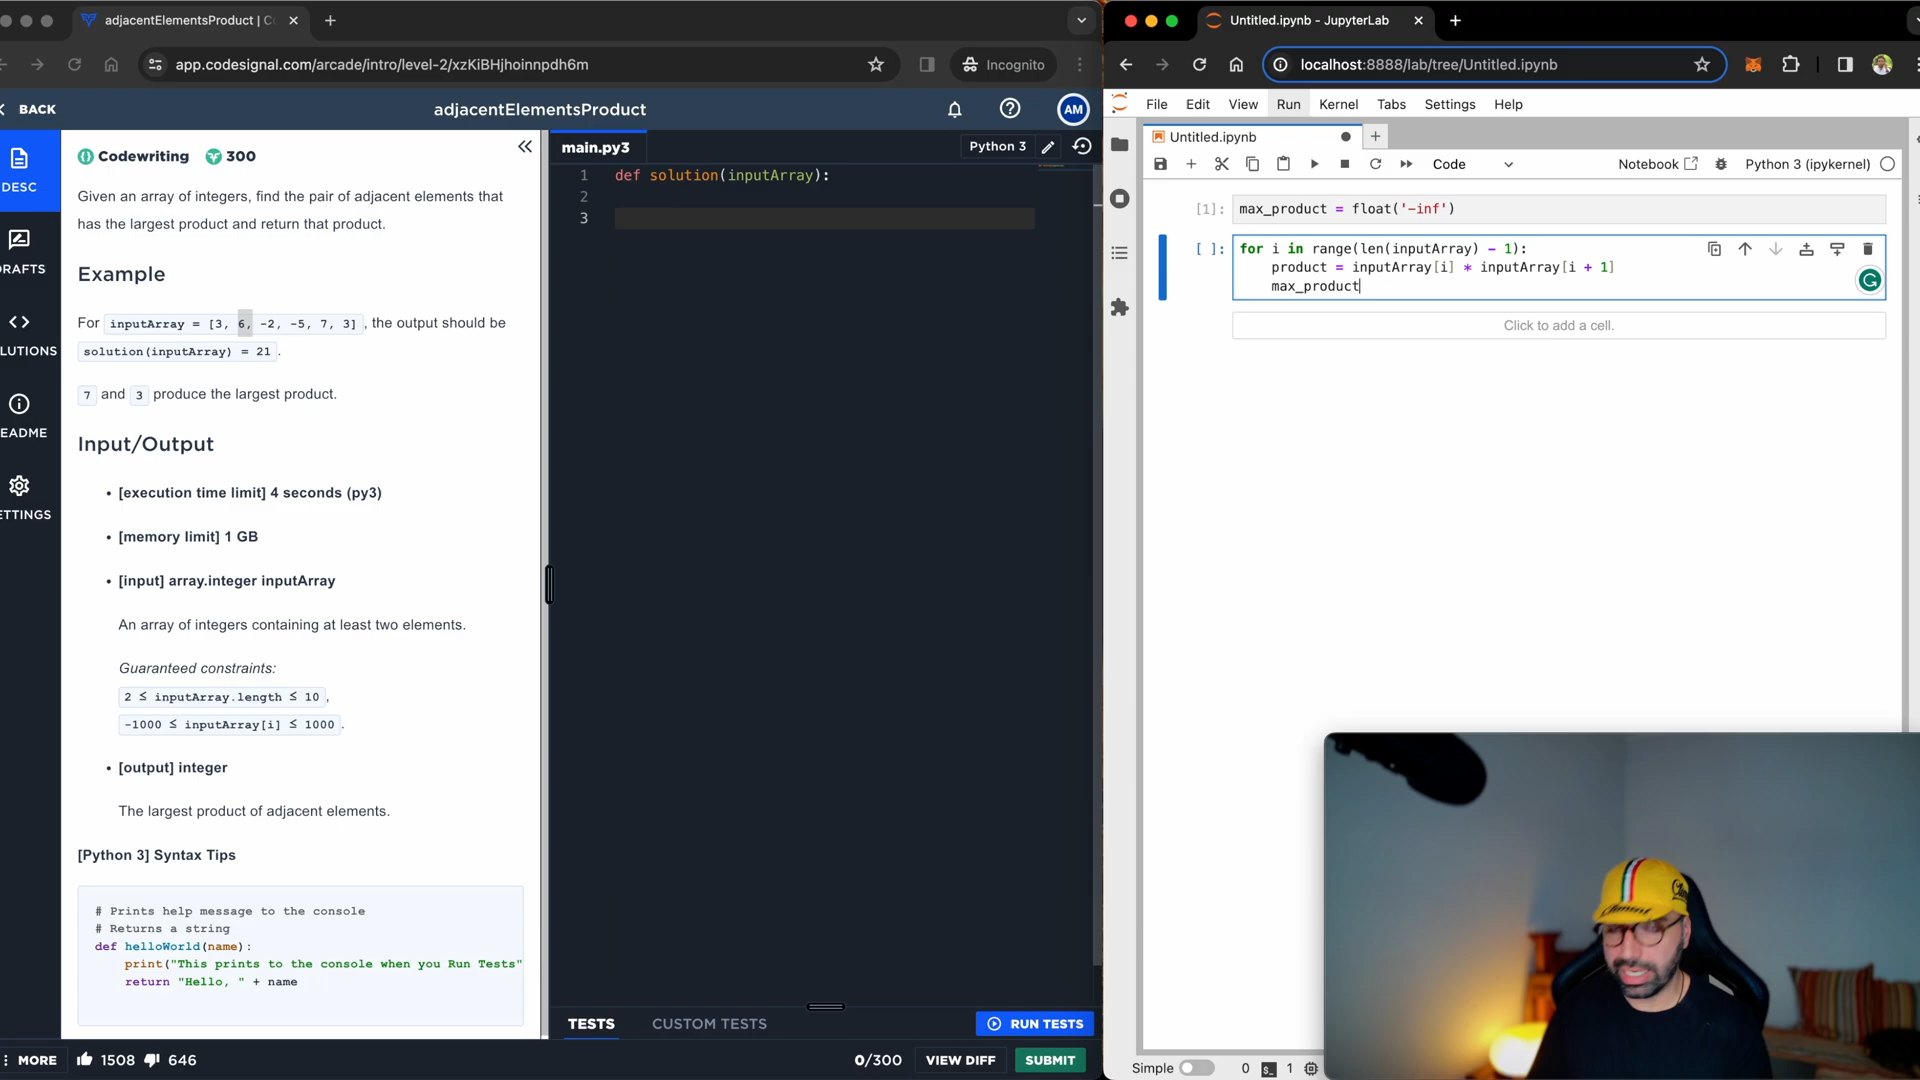 adjacentElementsProduct | C
app.codesignal.com/arcade/intro/level-2/xzKiBHjhoinnpdh6m
Incognito
BACK
adjacentElementsProduct
AM
DESC
DRAFTS
LUTIONS
EADME
ETTINGS
Codewriting 300
Given an array of integers, find the pair of adjacent elements that
has the largest product and return that product.
Example
For inputArray = [3, 6, -2, -5, 7, 3], the output should be
solution(inputArray) = 21.
7 and 3 produce the largest product.
Input/Output
• [execution time limit] 4 seconds (py3)
• [memory limit] 1 GB
• [input] array.integer inputArray
An array of integers containing at least two elements.
Guaranteed constraints:
2 ≤ inputArray.length ≤ 10,
-1000 ≤ inputArray[i] ≤ 1000.
• [output] integer
The largest product of adjacent elements.
[Python 3] Syntax Tips
# Prints help message to the console
# Returns a string
def helloWorld(name):
print("This prints to the console when you Run Tests"
return "Hello, " + name
MORE 1508 646
main.py3
Python 3
1 def solution(inputArray):
2
3
TESTS
CUSTOM TESTS
RUN TESTS
0/300
VIEW DIFF
SUBMIT
Untitled.ipynb - JupyterLab
localhost:8888/lab/tree/Untitled.ipynb
File Edit View Run Kernel Tabs Settings Help
Untitled.ipynb
Code
Notebook
Python 3 (ipykernel)
[1]: max_product = float('-inf')
[ ]: for i in range(len(inputArray) - 1):
product = inputArray[i] * inputArray[i + 1]
max_product
Click to add a cell.
Simple 0 1